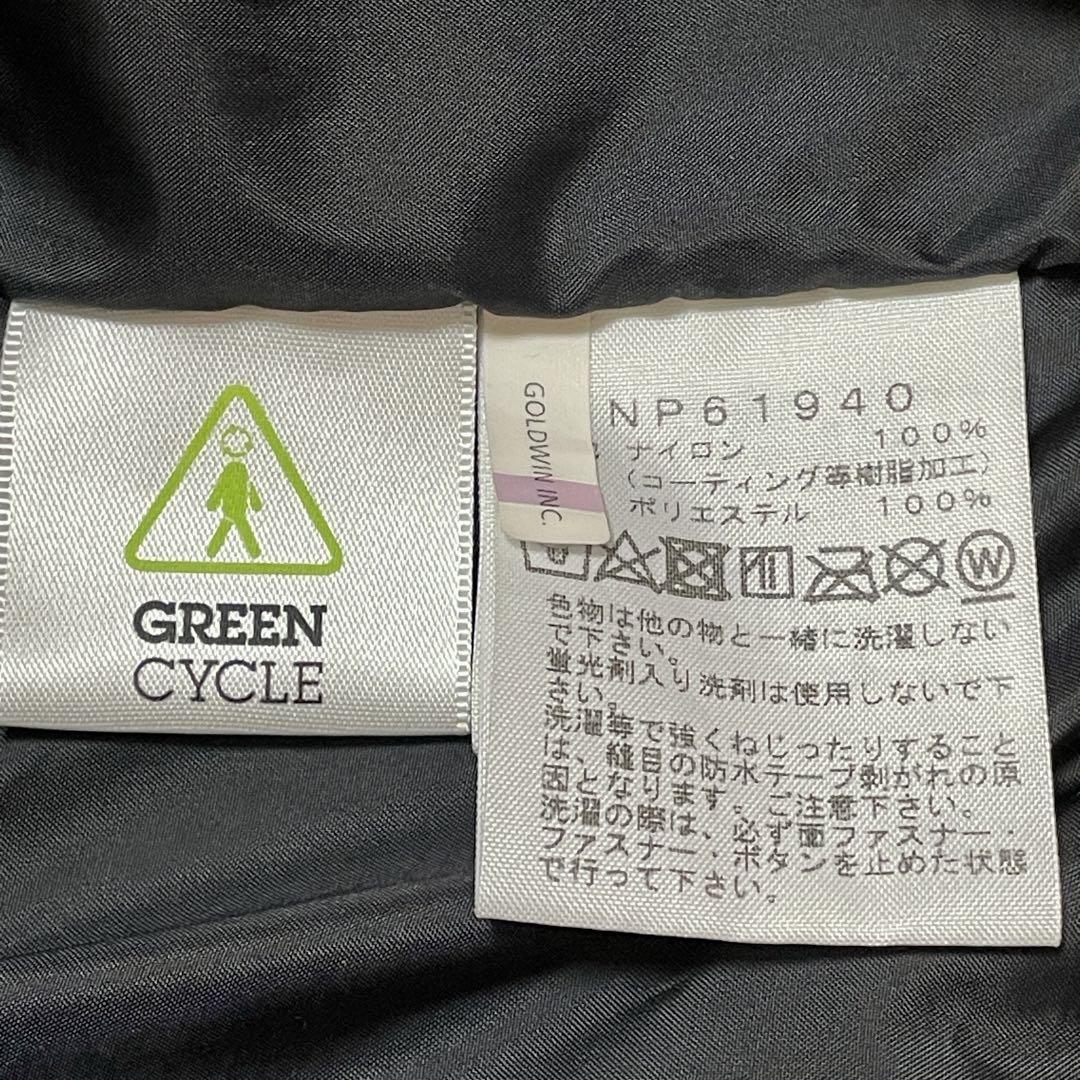 GREEN
CYCLE
GOLDWIN INC.
NP61940
ナイロン 100%
(コーティング等樹脂加工)
ポリエステル 100%
W
色物は他の物と一緒に洗濯しない
で下さい。
蛍光剤入り洗剤は使用しないで下
さい。
洗濯等で強くねじったりすること
は、縫目の防水テープ剥がれの原
因となります。ご注意下さい。
洗濯の際は、必ず面ファスナー・
ファスナー・ボタンを止めた状態
で行って下さい。